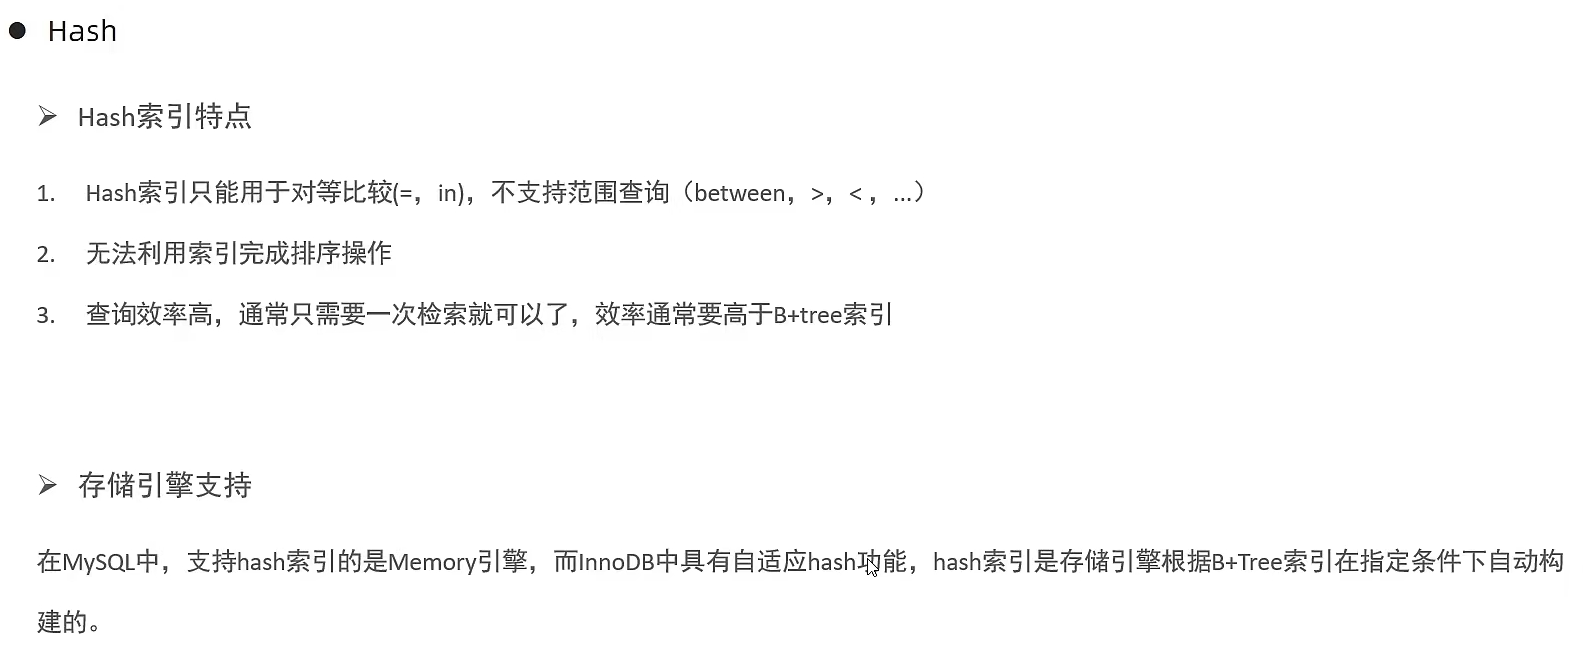 ● Hash
➢ Hash索引特点
1. Hash索引只能用于对等比较(=，in)，不支持范围查询（between，>，< ，...）
2. 无法利用索引完成排序操作
3. 查询效率高，通常只需要一次检索就可以了，效率通常要高于B+tree索引
➢ 存储引擎支持
在MySQL中，支持hash索引的是Memory引擎，而InnoDB中具有自适应hash功能，hash索引是存储引擎根据B+Tree索引在指定条件下自动构
建的。